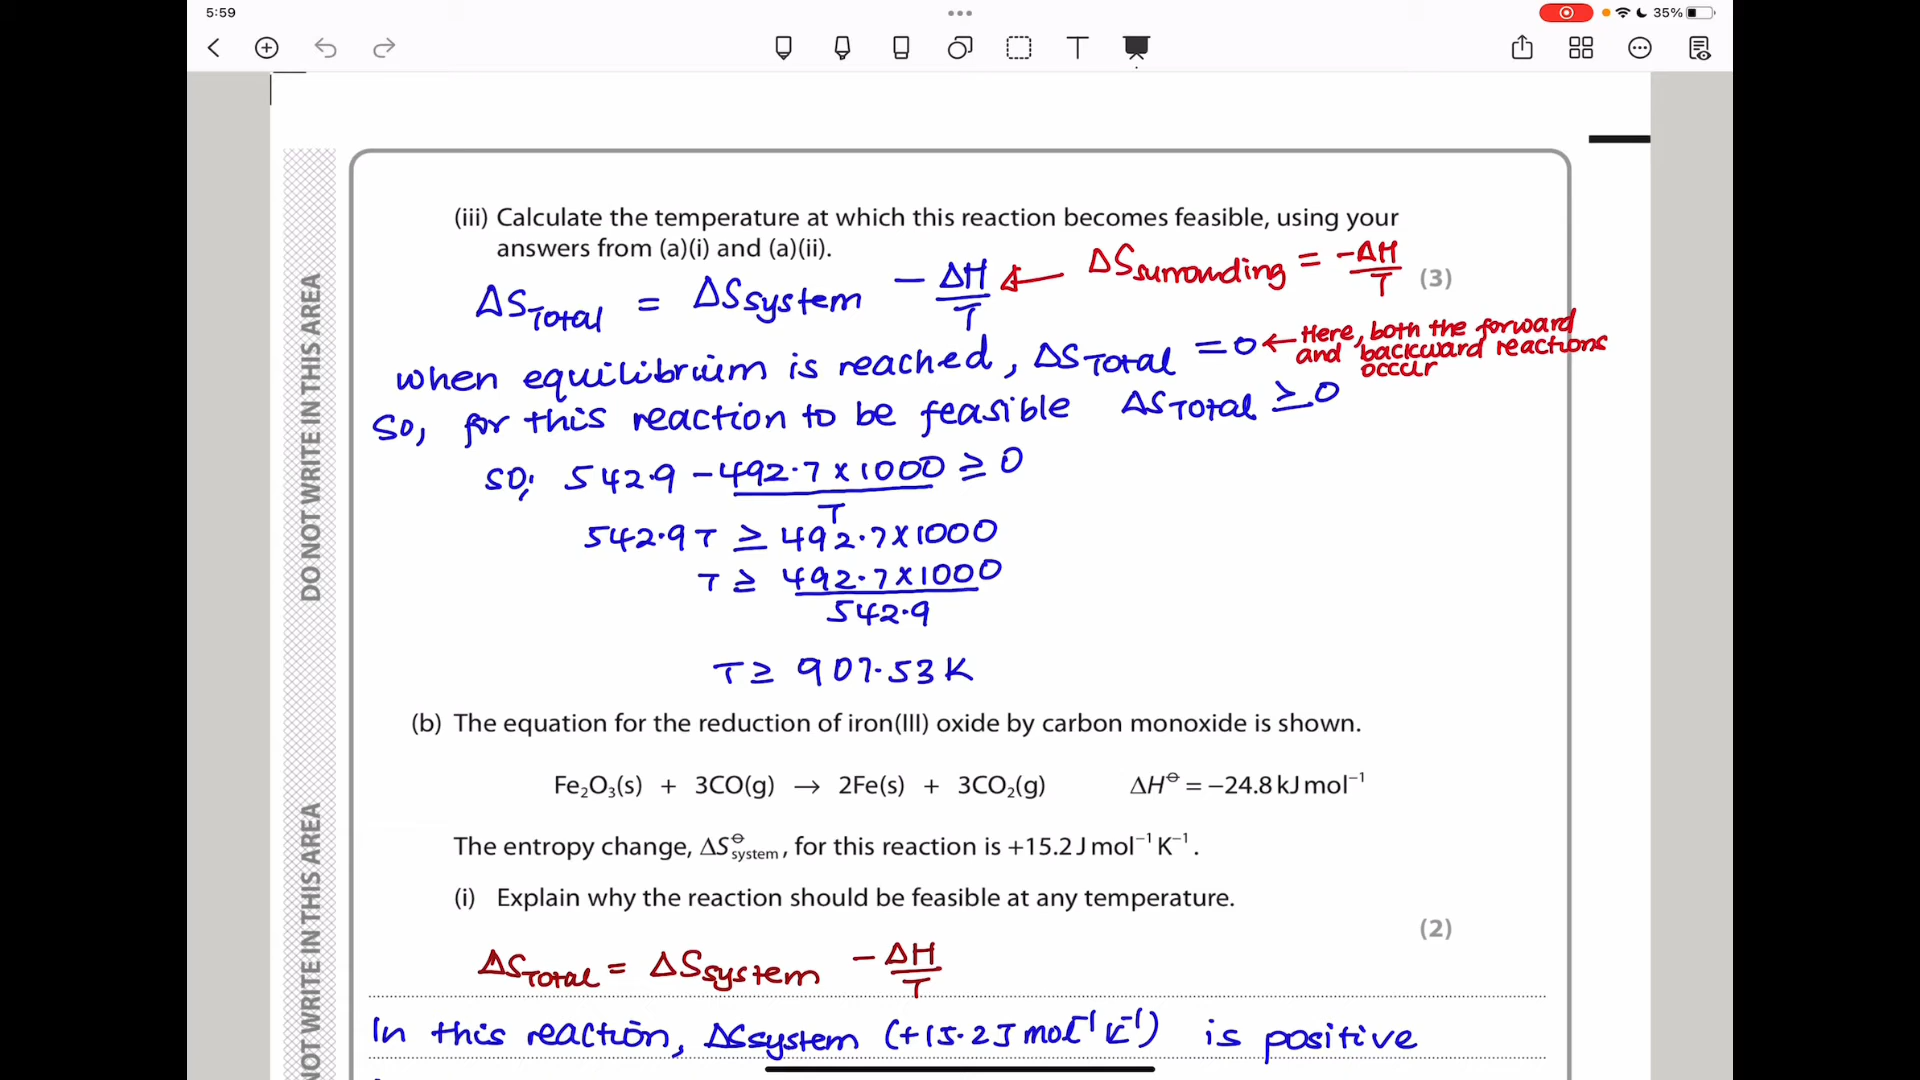 5:59
35%
(iii) Calculate the temperature at which this reaction becomes feasible, using your
answers from (a)(i) and (a)(ii).
(3)
ΔSsurrounding = -ΔH/T
ΔSTotal = ΔSsystem - ΔH/T
when equilibrium is reached, ΔSTotal = 0
Here, both the forward
and backward reactions
occur
So, for this reaction to be feasible ΔSTotal ≥ 0
so, 542.9 - 492.7 x 1000/T ≥ 0
542.9T ≥ 492.7x1000
T ≥ 492.7x1000/542.9
T ≥ 907.53 K
(b) The equation for the reduction of iron(III) oxide by carbon monoxide is shown.
Fe₂O₃(s) + 3CO(g) → 2Fe(s) + 3CO₂(g) ΔH⦵ = −24.8 kJ mol⁻¹
The entropy change, ΔS⦵system, for this reaction is +15.2 J mol⁻¹ K⁻¹.
(i) Explain why the reaction should be feasible at any temperature.
(2)
ΔSTotal = ΔSsystem - ΔH/T
In this reaction, ΔSsystem (+15.2J mol⁻¹ K⁻¹) is positive
DO NOT WRITE IN THIS AREA
NOT WRITE IN THIS AREA